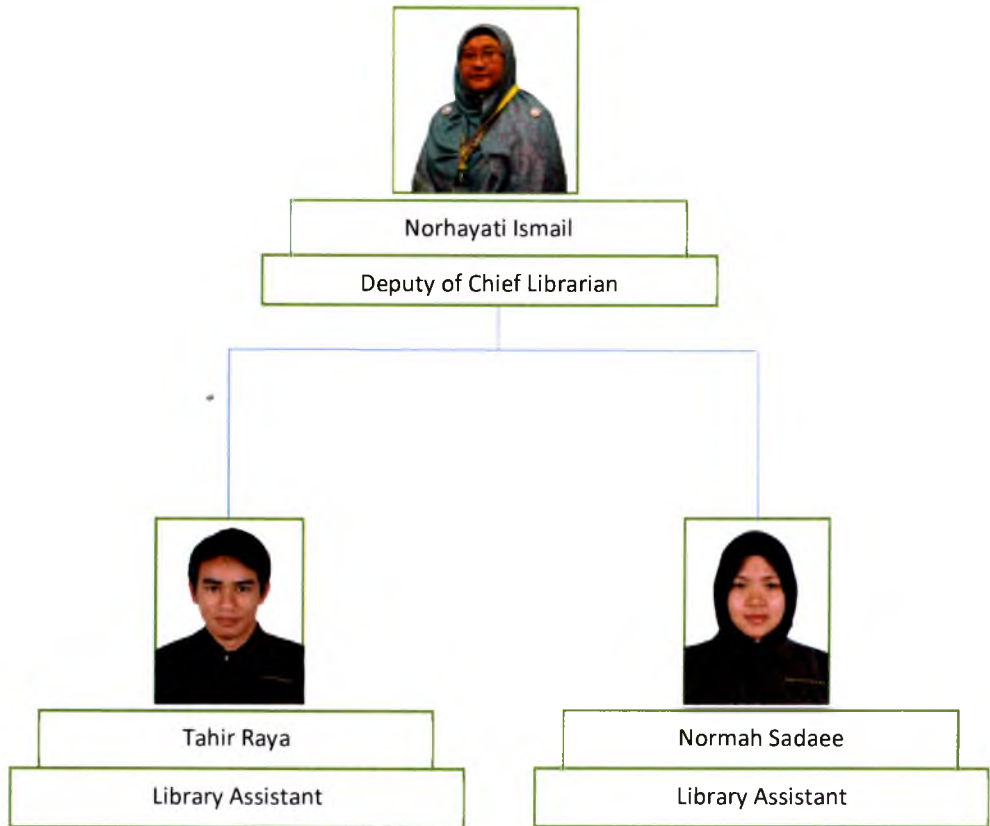 Norhayati Ismail
Deputy of Chief Librarian
Tahir Raya
Library Assistant
Normah Sadaee
Library Assistant